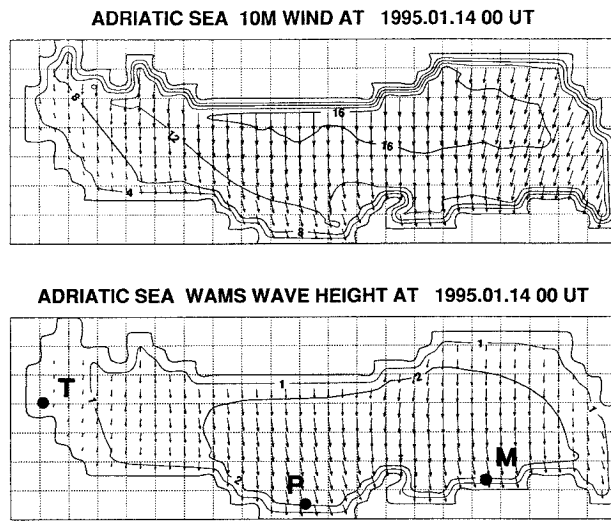 ADRIATIC SEA 10M WIND AT 1995.01.14 00 UT
8
12
16
16
4
8
ADRIATIC SEA WAMS WAVE HEIGHT AT 1995.01.14 00 UT
1
1
2
1
1
T
2
P
M